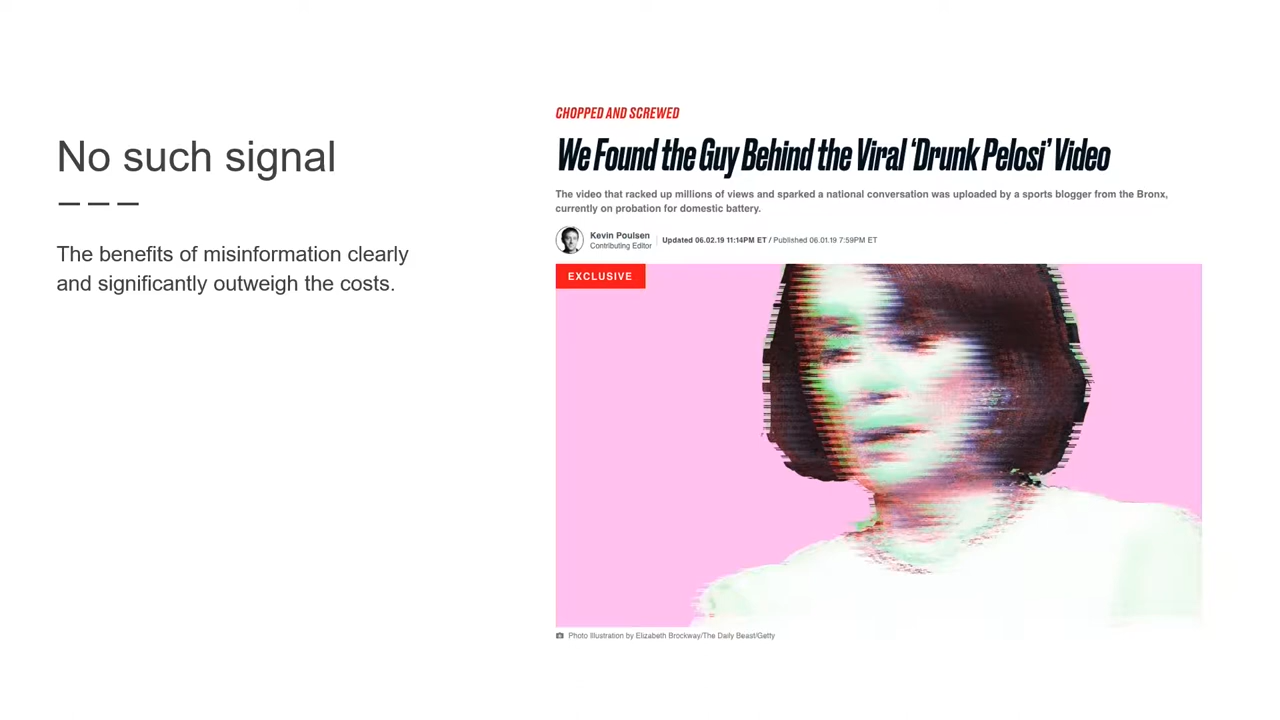 No such signal
The benefits of misinformation clearly
and significantly outweigh the costs.
CHOPPED AND SCREWED
We Found the Guy Behind the Viral ‘Drunk Pelosi’ Video
The video that racked up millions of views and sparked a national conversation was uploaded by a sports blogger from the Bronx,
currently on probation for domestic battery.
Kevin Poulsen
Contributing Editor
Updated 06.02.19 11:14PM ET / Published 06.01.19 7:59PM ET
EXCLUSIVE
Photo Illustration by Elizabeth Brockway/The Daily Beast/Getty